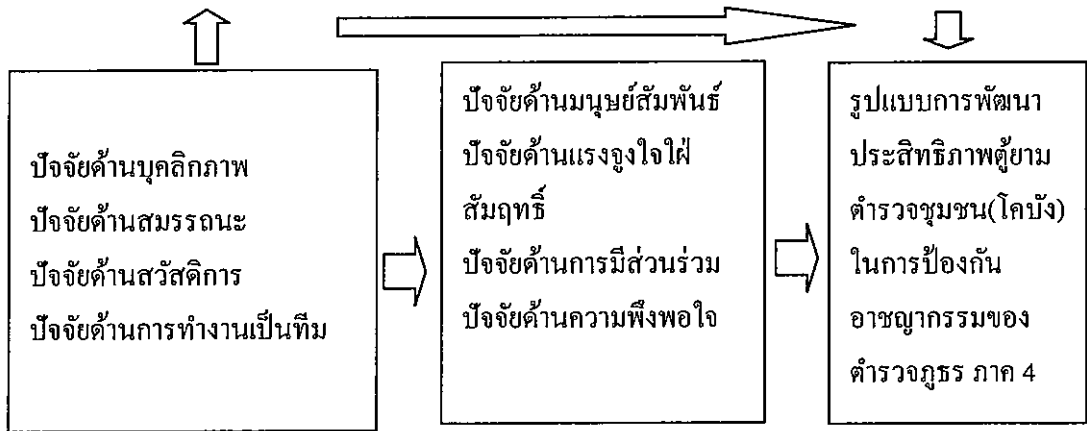 ปัจจัยด้านบุคลิกภาพ
ปัจจัยด้านสมรรถนะ
ปัจจัยด้านสวัสดิการ
ปัจจัยด้านการทำงานเป็นทีม
ปัจจัยด้านมนุษย์สัมพันธ์
ปัจจัยด้านแรงจูงใจใฝ่
สัมฤทธิ์
ปัจจัยด้านการมีส่วนร่วม
ปัจจัยด้านความพึงพอใจ
รูปแบบการพัฒนา
ประสิทธิภาพตู้ยาม
ตำรวจชุมชน(โคบัง)
ในการป้องกัน
อาชญากรรมของ
ตำรวจภูธร ภาค 4